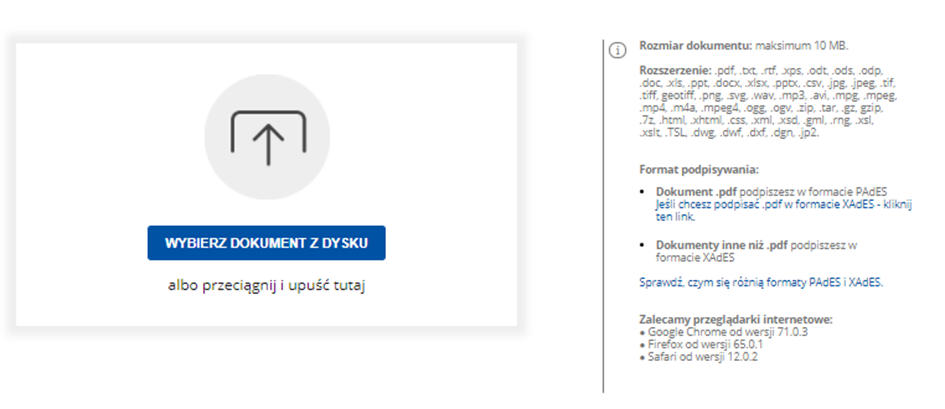 WYBIERZ DOKUMENT Z DYSKU
albo przeciągnij i upuść tutaj
Rozmiar dokumentu: maksimum 10 MB.
Rozszerzenie: .pdf, .txt, .rtf, .xps, .odt, .ods, .odp,
.doc, .xls, .ppt, .docx, .xlsx, .pptx, .csv, .jpg, .jpeg, .tif,
.tiff, geotiff, .png, .svg, .wav, .mp3, .avi, .mpg, .mpeg,
.mp4, .m4a, .mpeg4, .ogg, .ogv, .zip, .tar, .gz, gzip,
.7z, .html, .xhtml, .css, .xml, .xsd, .gml, .rng, .xsl,
.xslt, .TSL, .dwg, .dwf, .dxf, .dgn, .jp2.
Format podpisywania:
• Dokument .pdf podpiszesz w formacie PAdES
Jeśli chcesz podpisać .pdf w formacie XAdES - kliknij
ten link.
• Dokumenty inne niż .pdf podpiszesz w
formacie XAdES
Sprawdź, czym się różnią formaty PAdES i XAdES.
Zalecamy przeglądarki internetowe:
• Google Chrome od wersji 71.0.3
• Firefox od wersji 65.0.1
• Safari od wersji 12.0.2